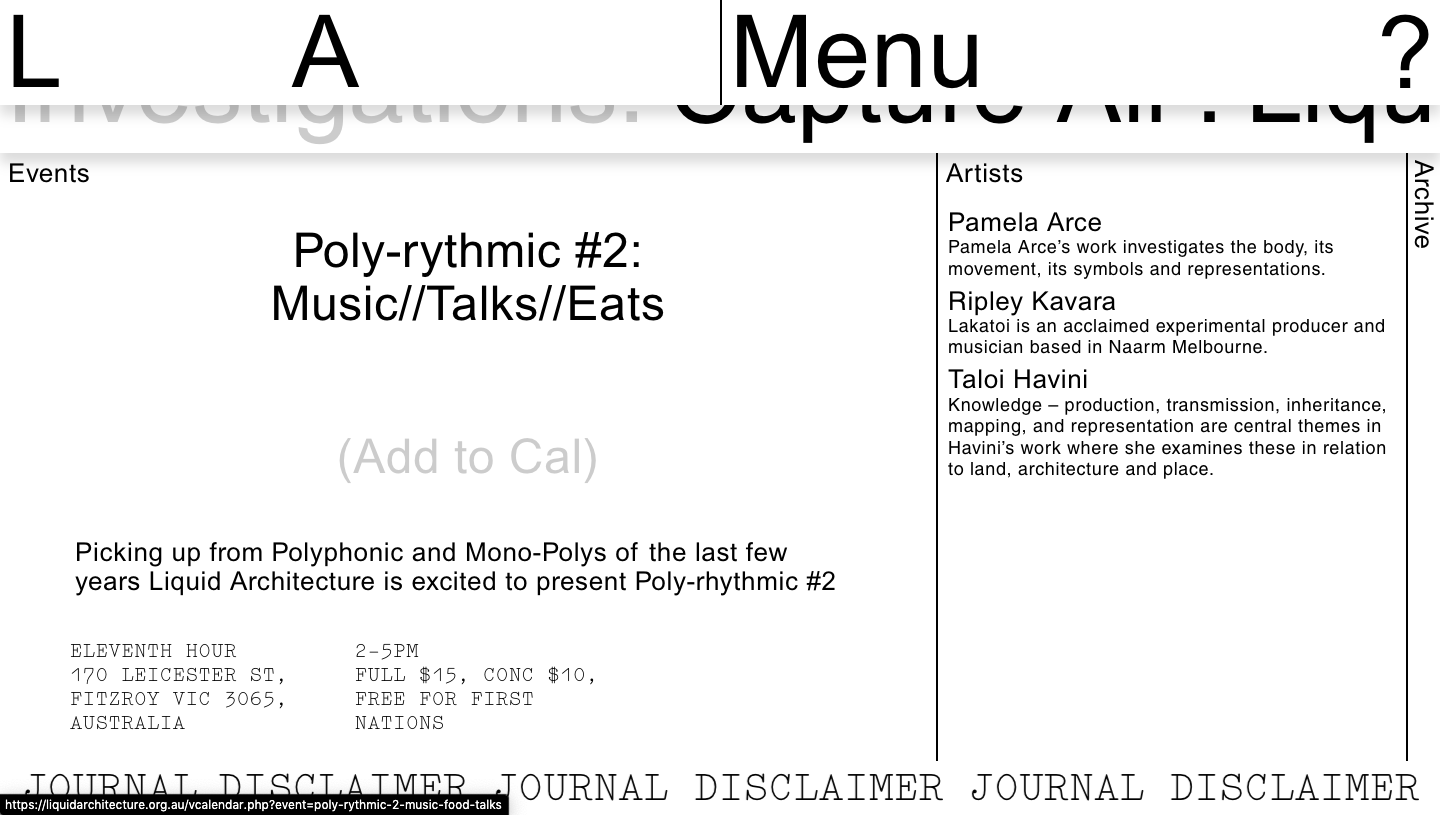 L A Menu ?
Investigations: Capture All . Liqu
Events
Poly-rythmic #2:
Music//Talks//Eats
(Add to Cal)
Picking up from Polyphonic and Mono-Polys of the last few
years Liquid Architecture is excited to present Poly-rhythmic #2
ELEVENTH HOUR
170 LEICESTER ST,
FITZROY VIC 3065,
AUSTRALIA
2-5PM
FULL $15, CONC $10,
FREE FOR FIRST
NATIONS
Artists
Pamela Arce
Pamela Arce’s work investigates the body, its
movement, its symbols and representations.
Ripley Kavara
Lakatoi is an acclaimed experimental producer and
musician based in Naarm Melbourne.
Taloi Havini
Knowledge – production, transmission, inheritance,
mapping, and representation are central themes in
Havini’s work where she examines these in relation
to land, architecture and place.
Archive
JOURNAL DISCLAIMER JOURNAL DISCLAIMER JOURNAL DISCLAIMER
https://liquidarchitecture.org.au/vcalendar.php?event=poly-rythmic-2-music-food-talks